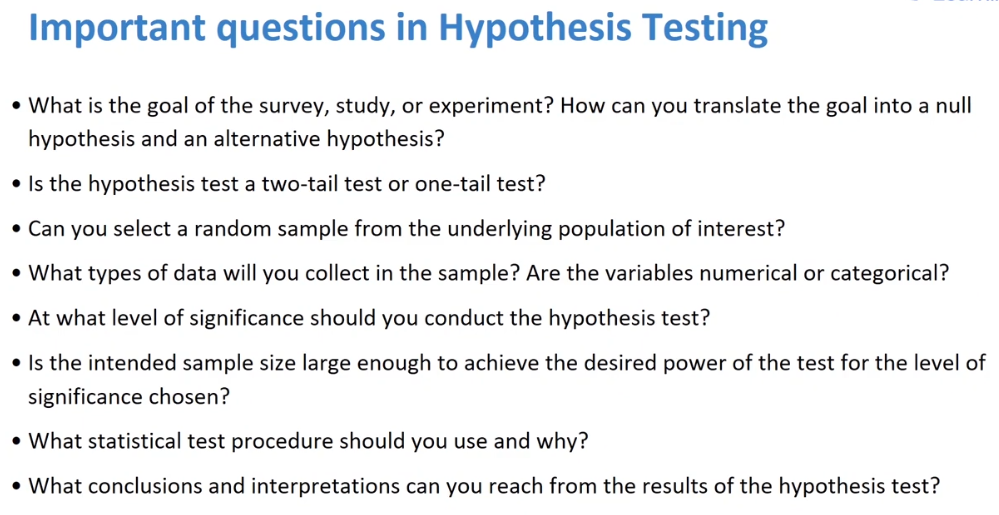 Important questions in Hypothesis Testing
• What is the goal of the survey, study, or experiment? How can you translate the goal into a null
hypothesis and an alternative hypothesis?
• Is the hypothesis test a two-tail test or one-tail test?
• Can you select a random sample from the underlying population of interest?
• What types of data will you collect in the sample? Are the variables numerical or categorical?
• At what level of significance should you conduct the hypothesis test?
• Is the intended sample size large enough to achieve the desired power of the test for the level of
significance chosen?
• What statistical test procedure should you use and why?
• What conclusions and interpretations can you reach from the results of the hypothesis test?